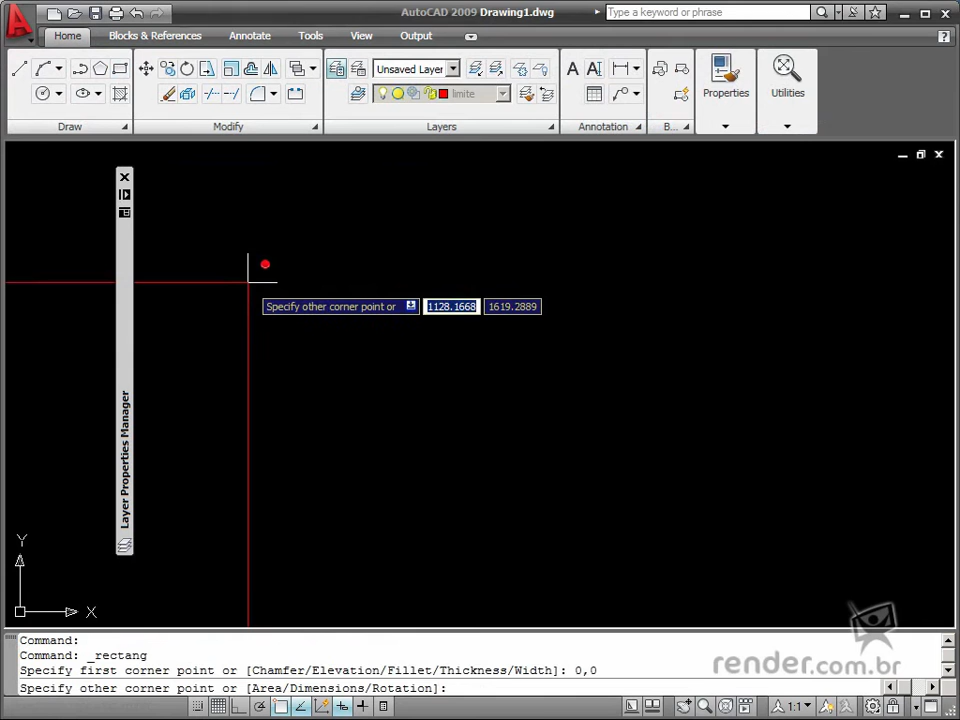 AutoCAD 2009 Drawing1.dwg
Type a keyword or phrase
Home
Blocks & References
Annotate
Tools
View
Output
Unsaved Layer
limite
Properties
Utilities
Draw
Modify
Layers
Annotation
B...
Layer Properties Manager
Specify other corner point or
1128.1668
1619.2889
Y
X
Command:
Command: _rectang
Specify first corner point or [Chamfer/Elevation/Fillet/Thickness/Width]: 0,0
Specify other corner point or [Area/Dimensions/Rotation]:
render.com.br
1:1